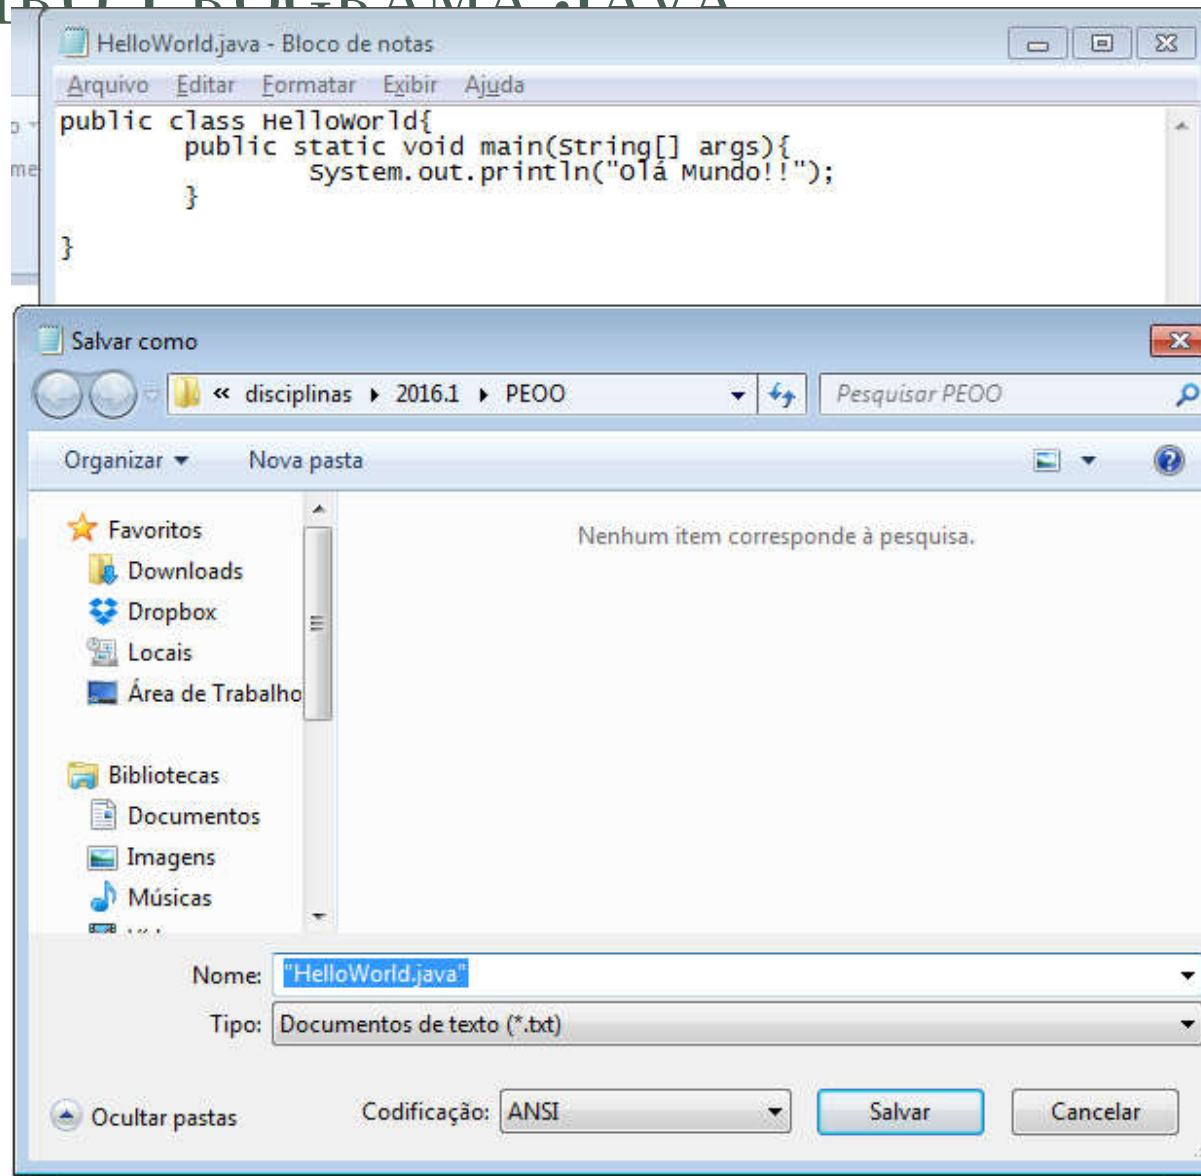 PROGRAMA JAVA
HelloWorld.java - Bloco de notas
Arquivo Editar Formatar Exibir Ajuda
public class HelloWorld{
public static void main(String[] args){
System.out.println("Olá Mundo!!");
}
}
Salvar como
« disciplinas 2016.1 PEOO
Pesquisar PEOO
Organizar Nova pasta
Favoritos
Nenhum item corresponde à pesquisa.
Downloads
Dropbox
Locais
Área de Trabalho
Bibliotecas
Documentos
Imagens
Músicas
Nome: "HelloWorld.java"
Tipo: Documentos de texto (*.txt)
Ocultar pastas
Codificação: ANSI
Salvar
Cancelar